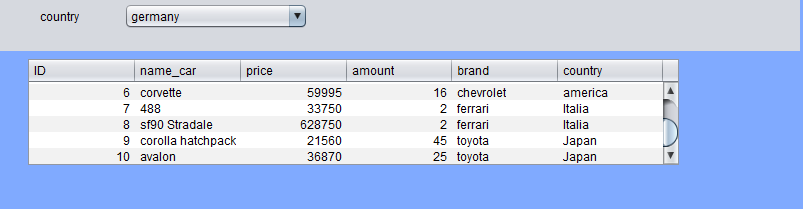 country germany
ID name_car price amount brand country
6 corvette 59995 16 chevrolet america
7 488 33750 2 ferrari Italia
8 sf90 Stradale 628750 2 ferrari Italia
9 corolla hatchpack 21560 45 toyota Japan
10 avalon 36870 25 toyota Japan